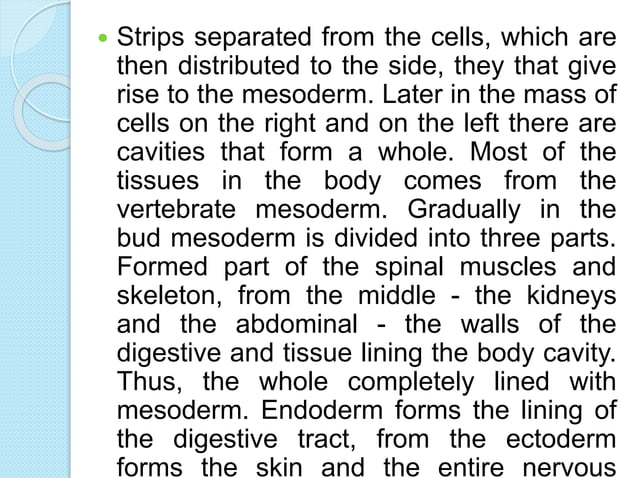 Strips separated from the cells, which are
then distributed to the side, they that give
rise to the mesoderm. Later in the mass of
cells on the right and on the left there are
cavities that form a whole. Most of the
tissues in the body comes from the
vertebrate mesoderm. Gradually in the
bud mesoderm is divided into three parts.
Formed part of the spinal muscles and
skeleton, from the middle - the kidneys
and the abdominal - the walls of the
digestive and tissue lining the body cavity.
Thus, the whole completely lined with
mesoderm. Endoderm forms the lining of
the digestive tract, from the ectoderm
forms the skin and the entire nervous